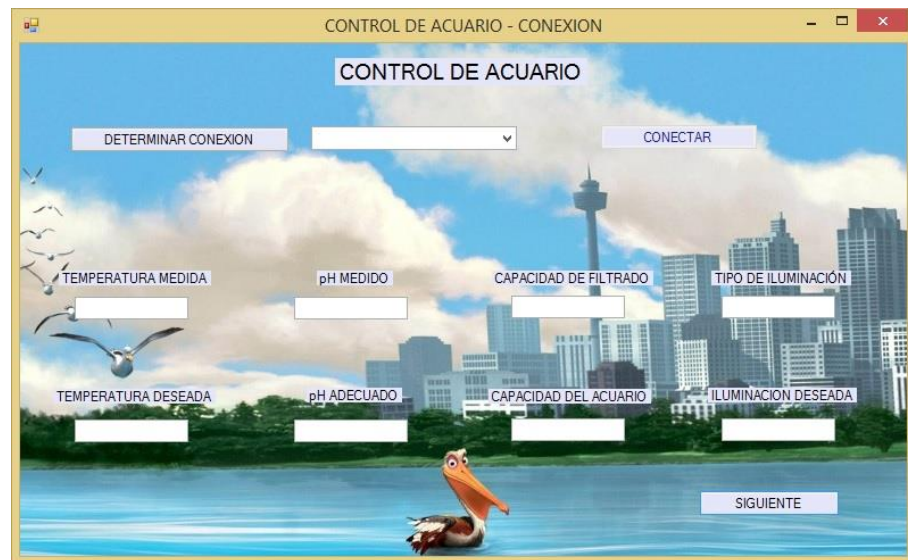 CONTROL DE ACUARIO - CONEXION
CONTROL DE ACUARIO
DETERMINAR CONEXION
CONECTAR
TEMPERATURA MEDIDA
pH MEDIDO
CAPACIDAD DE FILTRADO
TIPO DE ILUMINACIÓN
TEMPERATURA DESEADA
pH ADECUADO
CAPACIDAD DEL ACUARIO
ILUMINACION DESEADA
SIGUIENTE